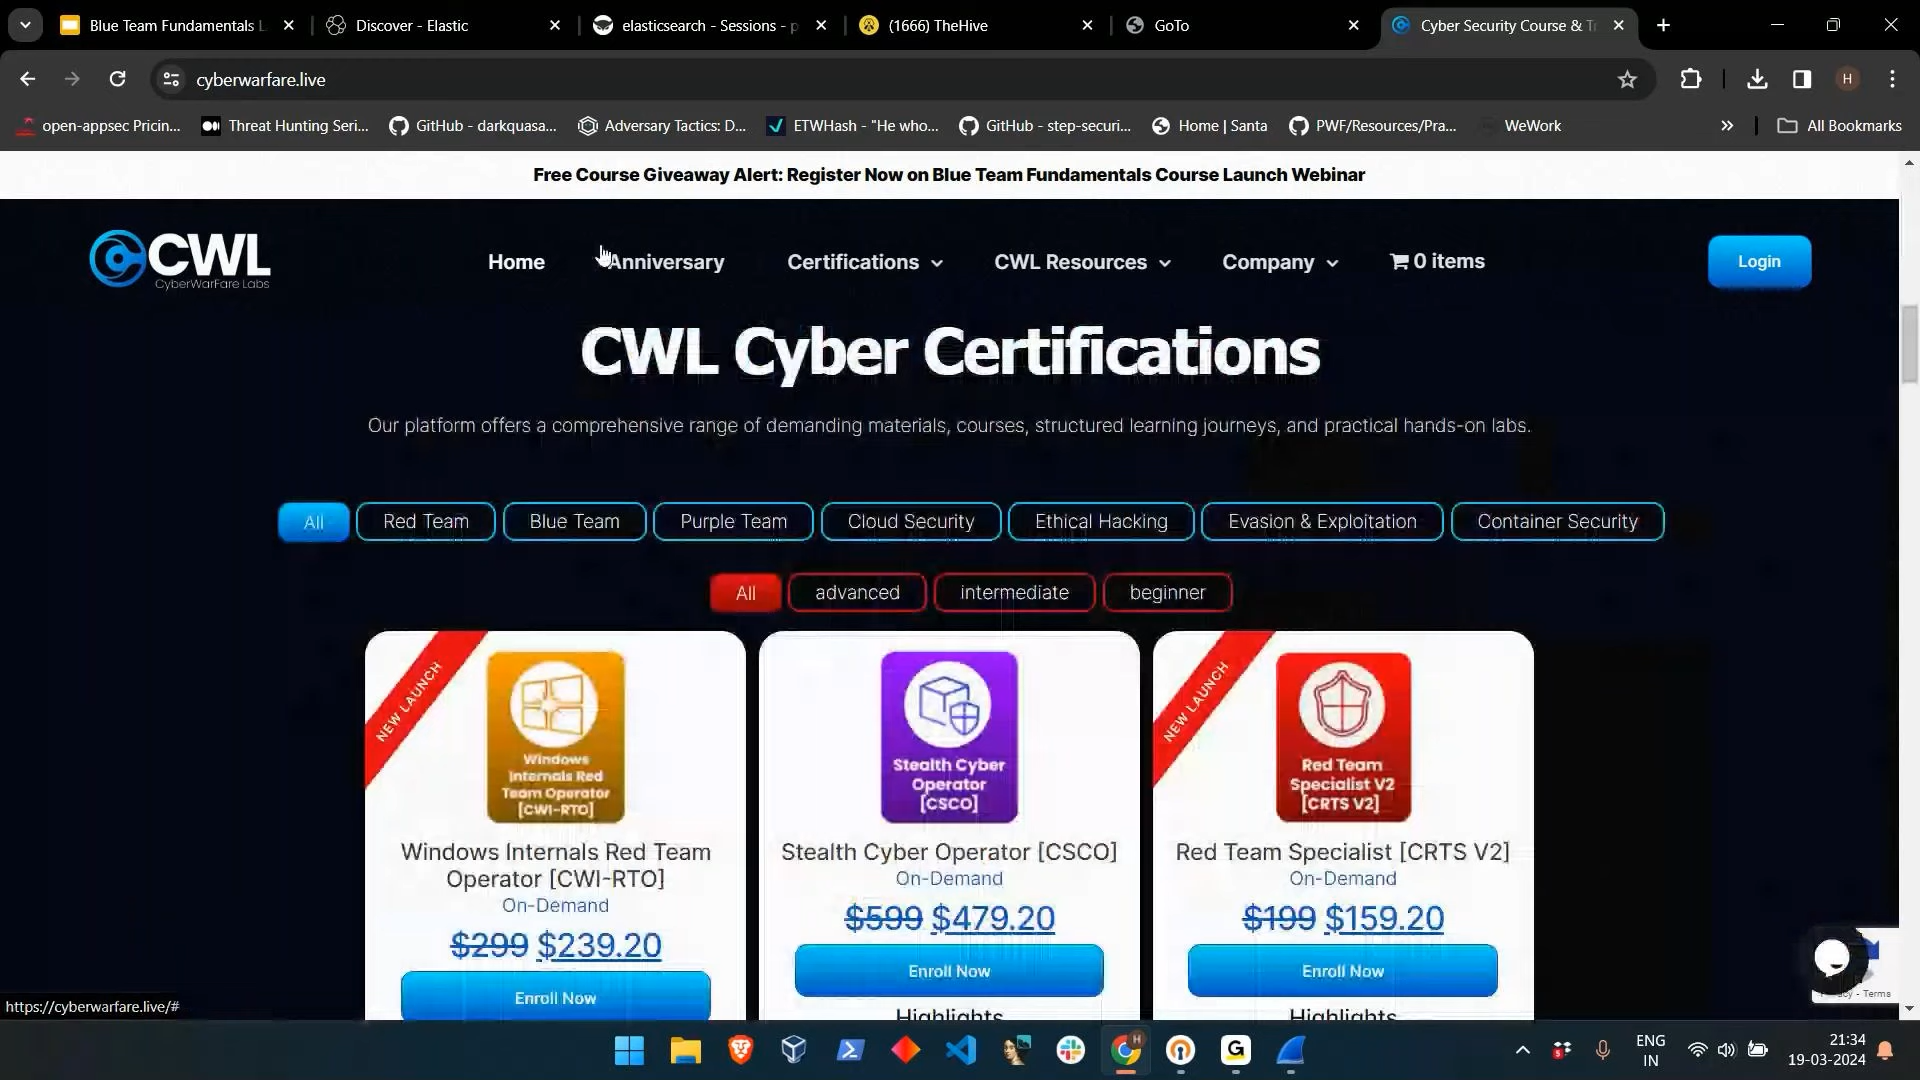 Blue Team Fundamentals L
Discover - Elastic
elasticsearch - Sessions - p
(1666) TheHive
GoTo
Cyber Security Course & Tr
cyberwarfare.live
H
open-appsec Pricin...
Threat Hunting Seri...
GitHub - darkquasa...
Adversary Tactics: D...
ETWHash - "He who...
GitHub - step-securi...
Home | Santa
PWF/Resources/Pra...
WeWork
All Bookmarks
Free Course Giveaway Alert: Register Now on Blue Team Fundamentals Course Launch Webinar
CWL
CyberWarFare Labs
Home
Anniversary
Certifications
CWL Resources
Company
0 items
Login
CWL Cyber Certifications
Our platform offers a comprehensive range of demanding materials, courses, structured learning journeys, and practical hands-on labs.
All
Red Team
Blue Team
Purple Team
Cloud Security
Ethical Hacking
Evasion & Exploitation
Container Security
All
advanced
intermediate
beginner
NEW LAUNCH
Windows
Internals Red
Team Operator
[CWI-RTO]
Windows Internals Red Team
Operator [CWI-RTO]
On-Demand
$299 $239.20
Enroll Now
Stealth Cyber
Operator
[CSCO]
Stealth Cyber Operator [CSCO]
On-Demand
$599 $479.20
Enroll Now
Highlights
NEW LAUNCH
Red Team
Specialist V2
[CRTS V2]
Red Team Specialist [CRTS V2]
On-Demand
$199 $159.20
Enroll Now
Highlights
- Terms
https://cyberwarfare.live/#
ENG
IN
21:34
19-03-2024